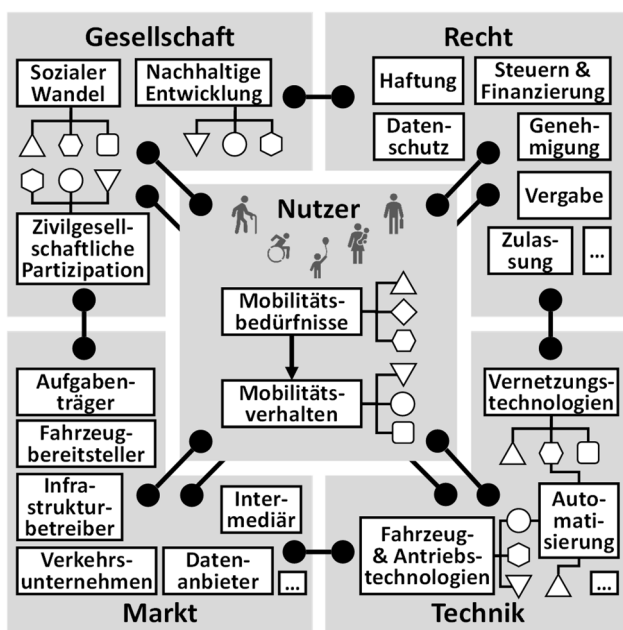 Gesellschaft
Sozialer
Wandel
Nachhaltige
Entwicklung
Zivilgesell-
schaftliche
Partizipation
Recht
Haftung
Steuern &
Finanzierung
Daten-
schutz
Geneh-
migung
Vergabe
Zulas-
sung
...
Nutzer
Mobilitäts-
bedürfnisse
Mobilitäts-
verhalten
Aufgaben-
träger
Fahrzeug-
bereitsteller
Infra-
struktur-
betreiber
Verkehrs-
unternehmen
Inter-
mediär
Daten-
anbieter
...
Markt
Vernetzungs-
technologien
Auto-
mati-
sierung
Fahrzeug-
& Antriebs-
technologien
...
Technik